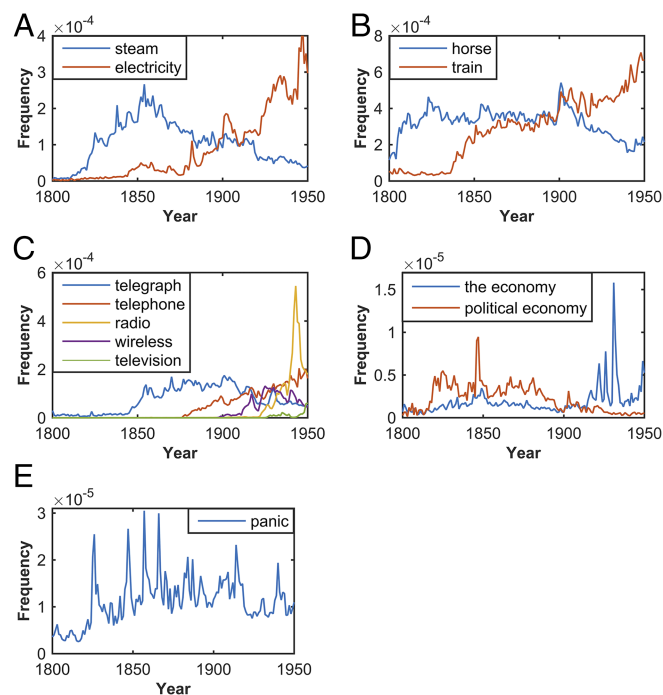 A
×10⁻⁴
4
3
2
1
0
steam
electricity
Frequency
1800 1850 1900 1950
Year
B
×10⁻⁴
8
6
4
2
0
horse
train
Frequency
1800 1850 1900 1950
Year
C
×10⁻⁴
6
4
2
0
telegraph
telephone
radio
wireless
television
Frequency
1800 1850 1900 1950
Year
D
×10⁻⁵
1.5
1
0.5
0
the economy
political economy
Frequency
1800 1850 1900 1950
Year
E
×10⁻⁵
3
2
1
0
panic
Frequency
1800 1850 1900 1950
Year